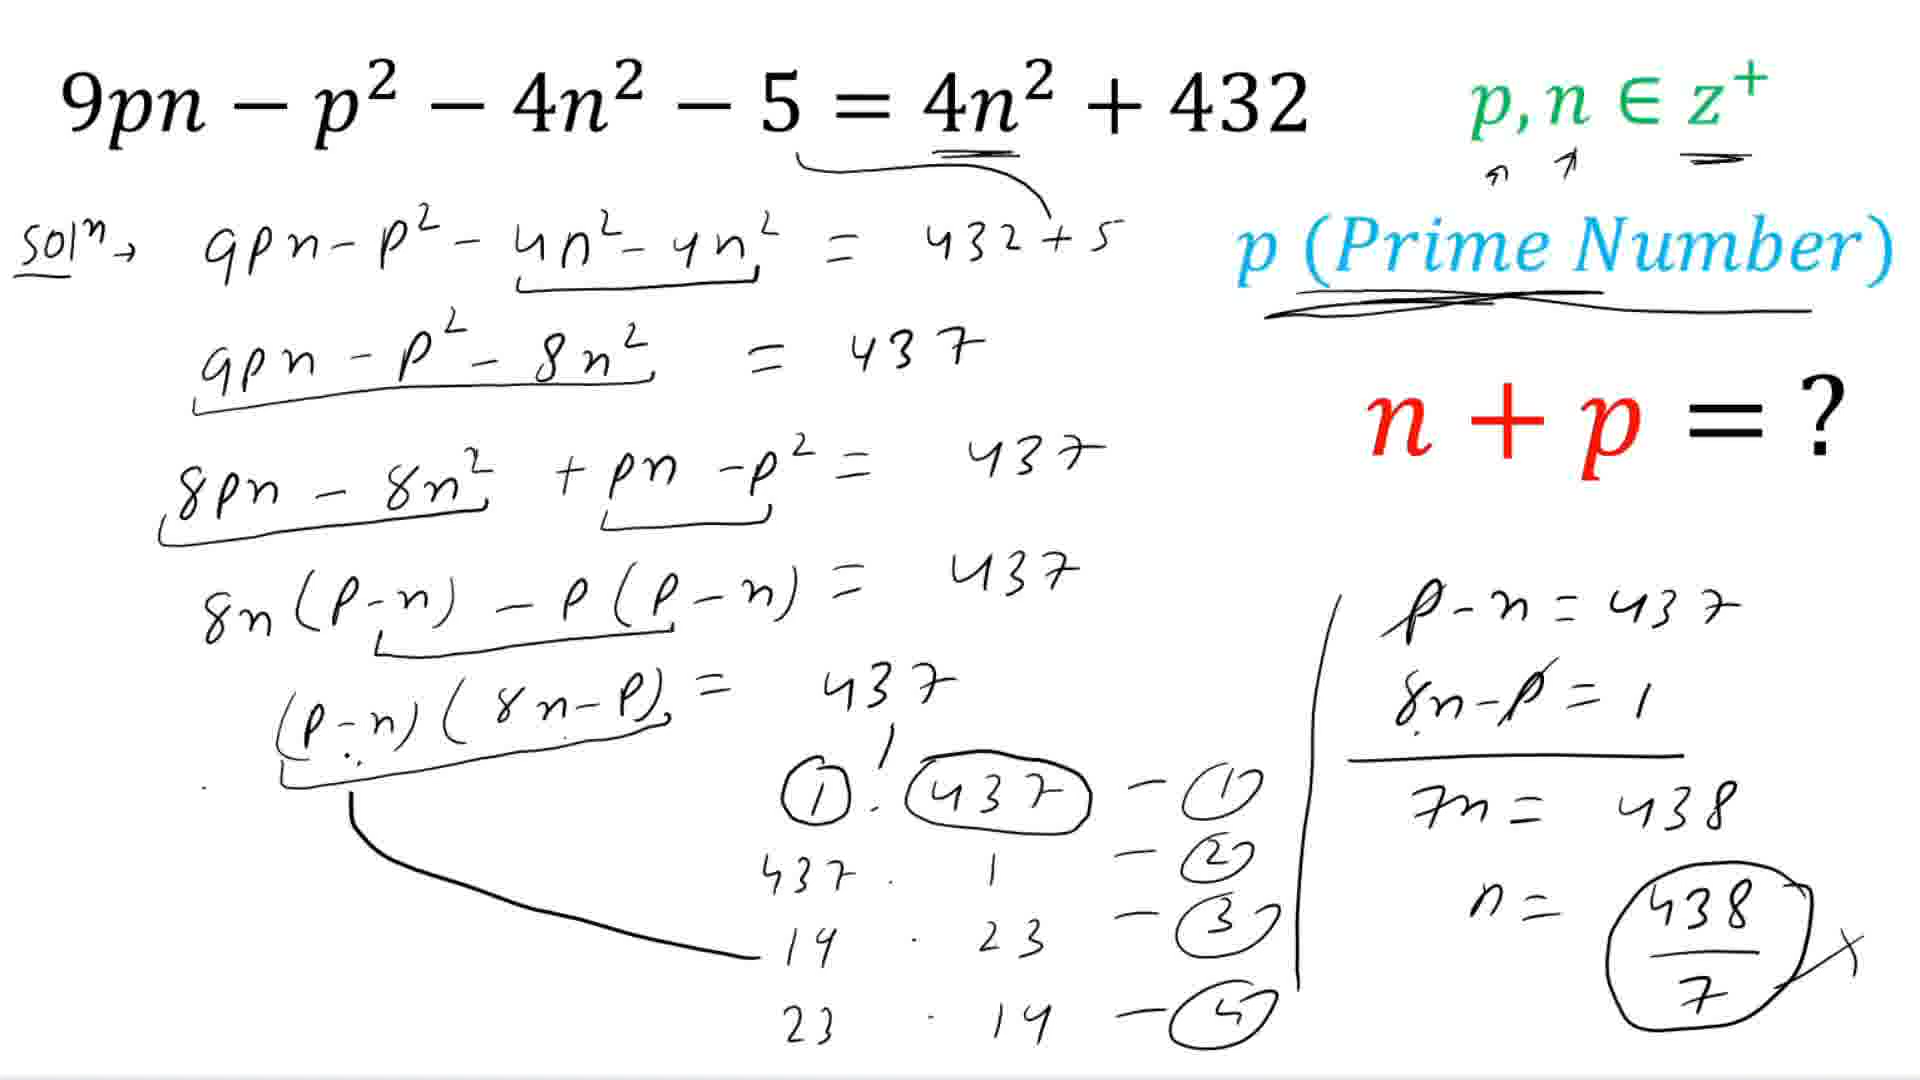 9pn − p² − 4n² − 5 = 4n² + 432
p, n ∈ z⁺
p (Prime Number)
n + p = ?
Solⁿ → 9pn − p² − 4n² − 4n² = 432 + 5
9pn − p² − 8n² = 437
8pn − 8n² + pn − p² = 437
8n (p − n) − p (p − n) = 437
(p − n) (8n − p) = 437
1 . 437 − 1
437 . 1 − 2
19 . 23 − 3
23 . 19 − 4
p − n = 437
8n − p = 1
7n = 438
n = 438/7 ×